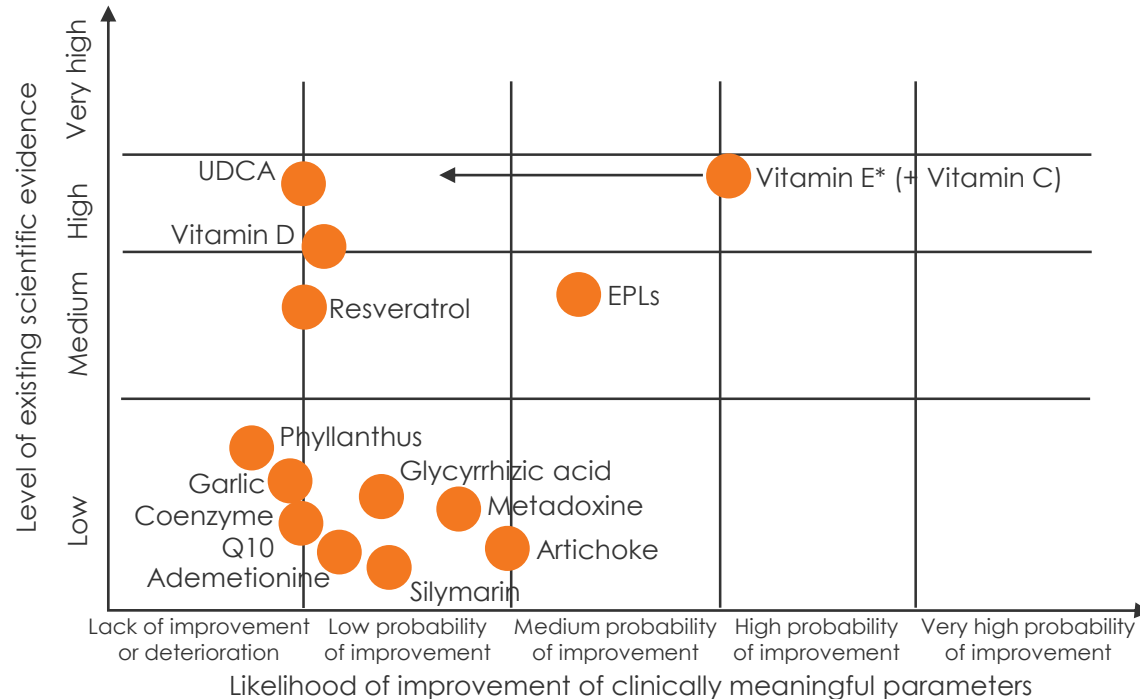 Level of existing scientific evidence
Very high
High
Medium
Low
UDCA
Vitamin E* (+ Vitamin C)
Vitamin D
EPLs
Resveratrol
Phyllanthus
Glycyrrhizic acid
Garlic
Metadoxine
Coenzyme
Q10
Artichoke
Ademetionine
Silymarin
Lack of improvement
or deterioration
Low probability
of improvement
Medium probability
of improvement
High probability
of improvement
Very high probability
of improvement
Likelihood of improvement of clinically meaningful parameters